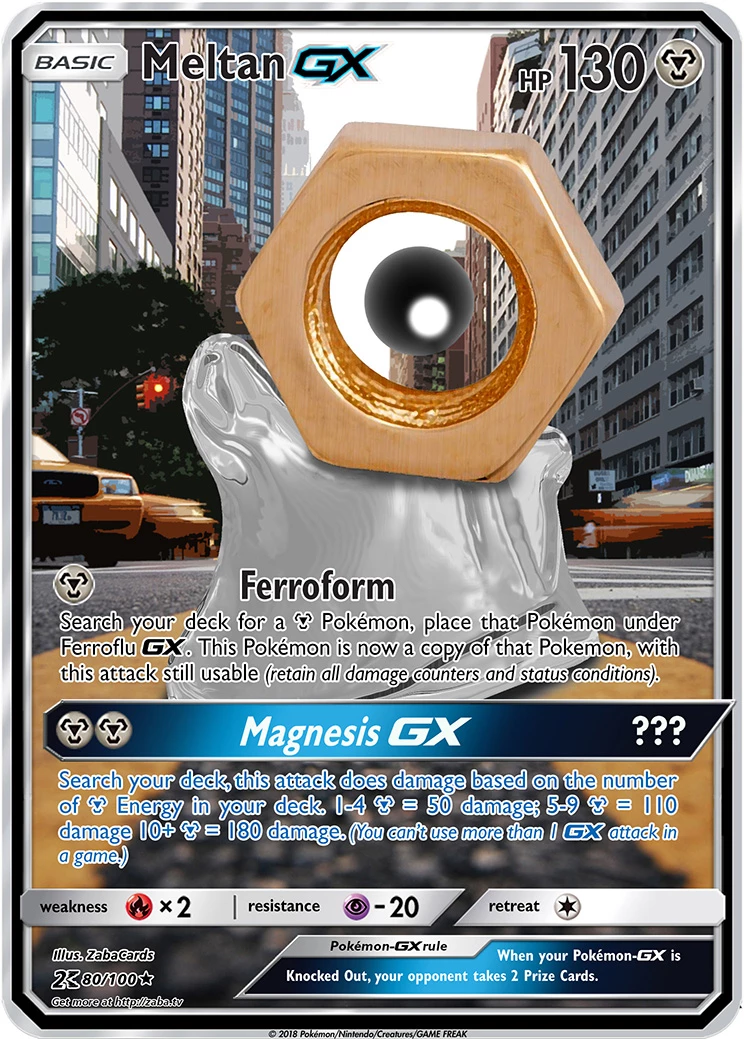 BASIC Meltan GX HP 130
Ferroform
Search your deck for a Pokémon, place that Pokémon under
Ferroflu GX. This Pokémon is now a copy of that Pokemon, with
this attack still usable (retain all damage counters and status conditions).
Magnesis GX ???
Search your deck, this attack does damage based on the number
of Energy in your deck. 1-4 = 50 damage; 5-9 = 110
damage 10+ = 180 damage. (You can't use more than 1 GX attack in
a game.)
weakness ×2 resistance -20 retreat
Illus. ZabaCards
80/100★
Get more at http://zaba.tv
Pokémon-GX rule
When your Pokémon-GX is
Knocked Out, your opponent takes 2 Prize Cards.
© 2018 Pokémon/Nintendo/Creatures/GAME FREAK